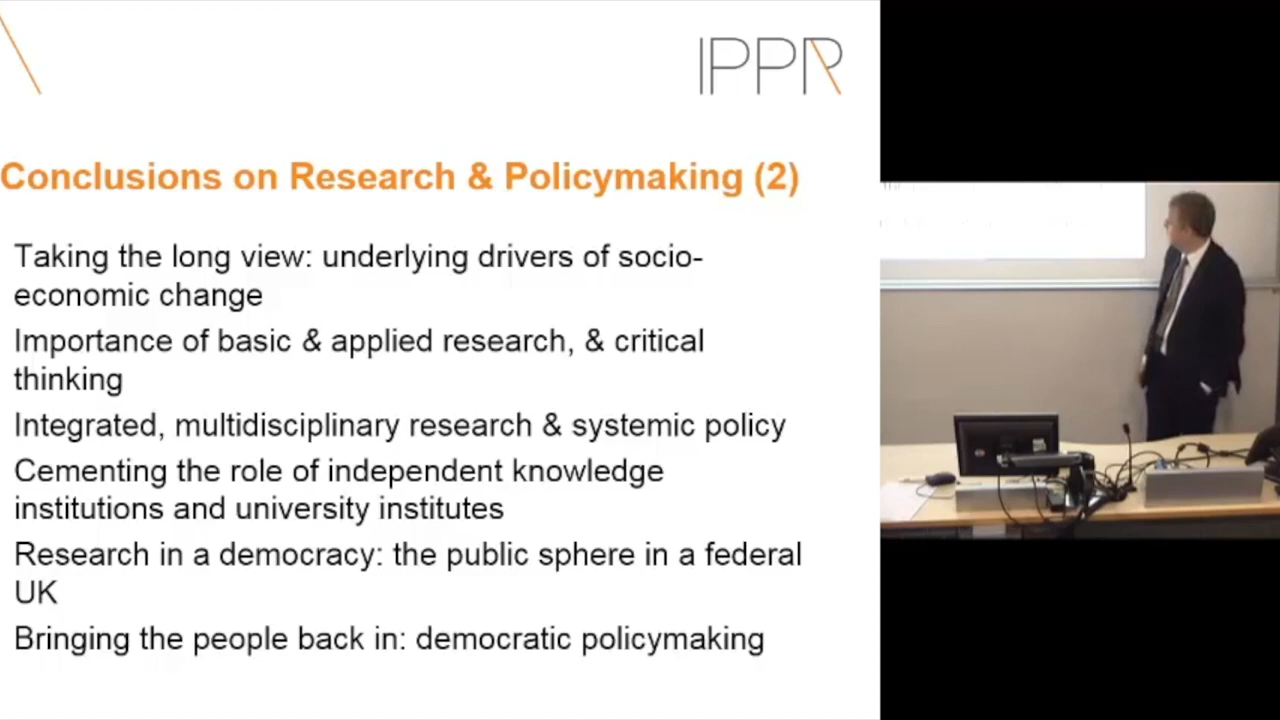 IPPR
Conclusions on Research & Policymaking (2)
Taking the long view: underlying drivers of socio-
economic change
Importance of basic & applied research, & critical
thinking
Integrated, multidisciplinary research & systemic policy
Cementing the role of independent knowledge
institutions and university institutes
Research in a democracy: the public sphere in a federal
UK
Bringing the people back in: democratic policymaking